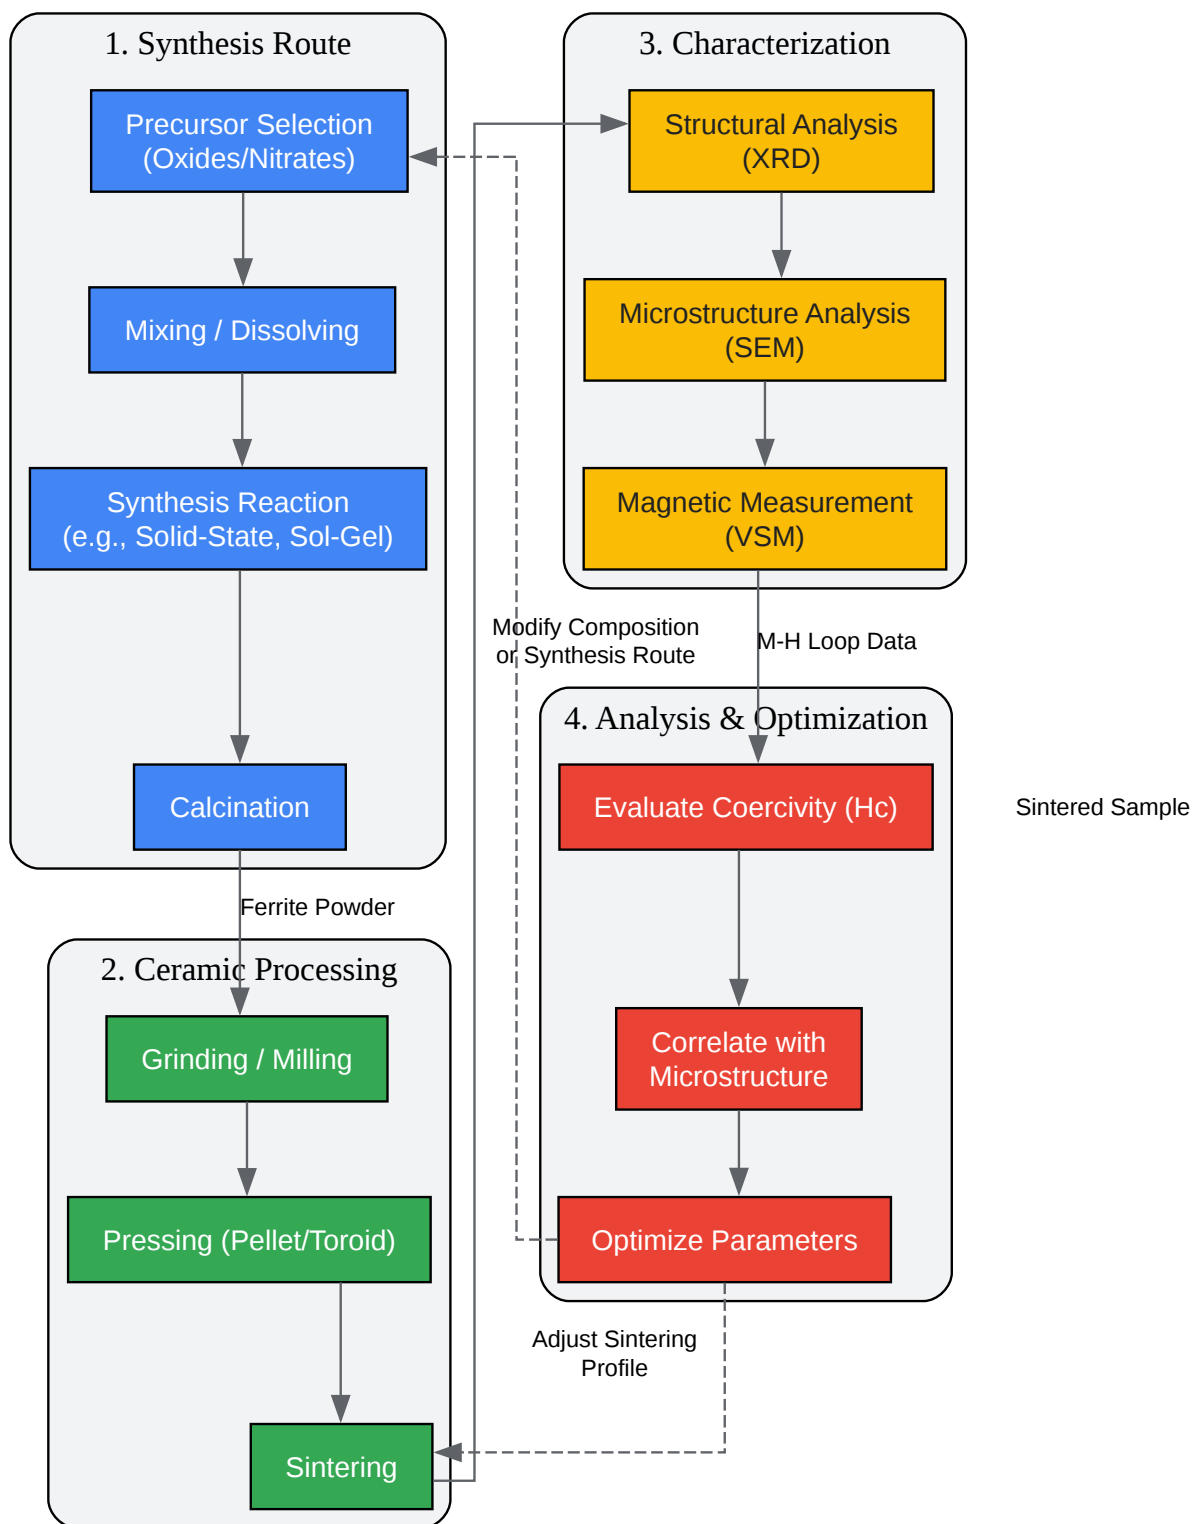 1. Synthesis Route
Precursor Selection
(Oxides/Nitrates)
Mixing / Dissolving
Synthesis Reaction
(e.g., Solid-State, Sol-Gel)
Calcination
Ferrite Powder
2. Ceramic Processing
Grinding / Milling
Pressing (Pellet/Toroid)
Sintering
3. Characterization
Structural Analysis
(XRD)
Microstructure Analysis
(SEM)
Magnetic Measurement
(VSM)
Modify Composition
or Synthesis Route
M-H Loop Data
4. Analysis & Optimization
Evaluate Coercivity (Hc)
Sintered Sample
Correlate with
Microstructure
Optimize Parameters
Adjust Sintering
Profile